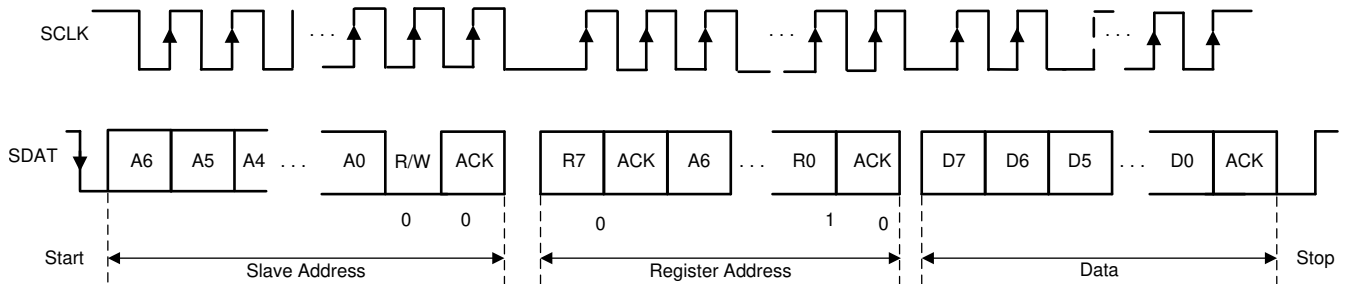 SCLK . . . . . . . . . . . .
SDAT A6 A5 A4 . . . A0 R/W ACK R7 ACK A6 . . . R0 ACK D7 D6 D5 . . . D0 ACK
0 0 0 1 0
Start Slave Address Register Address Data Stop